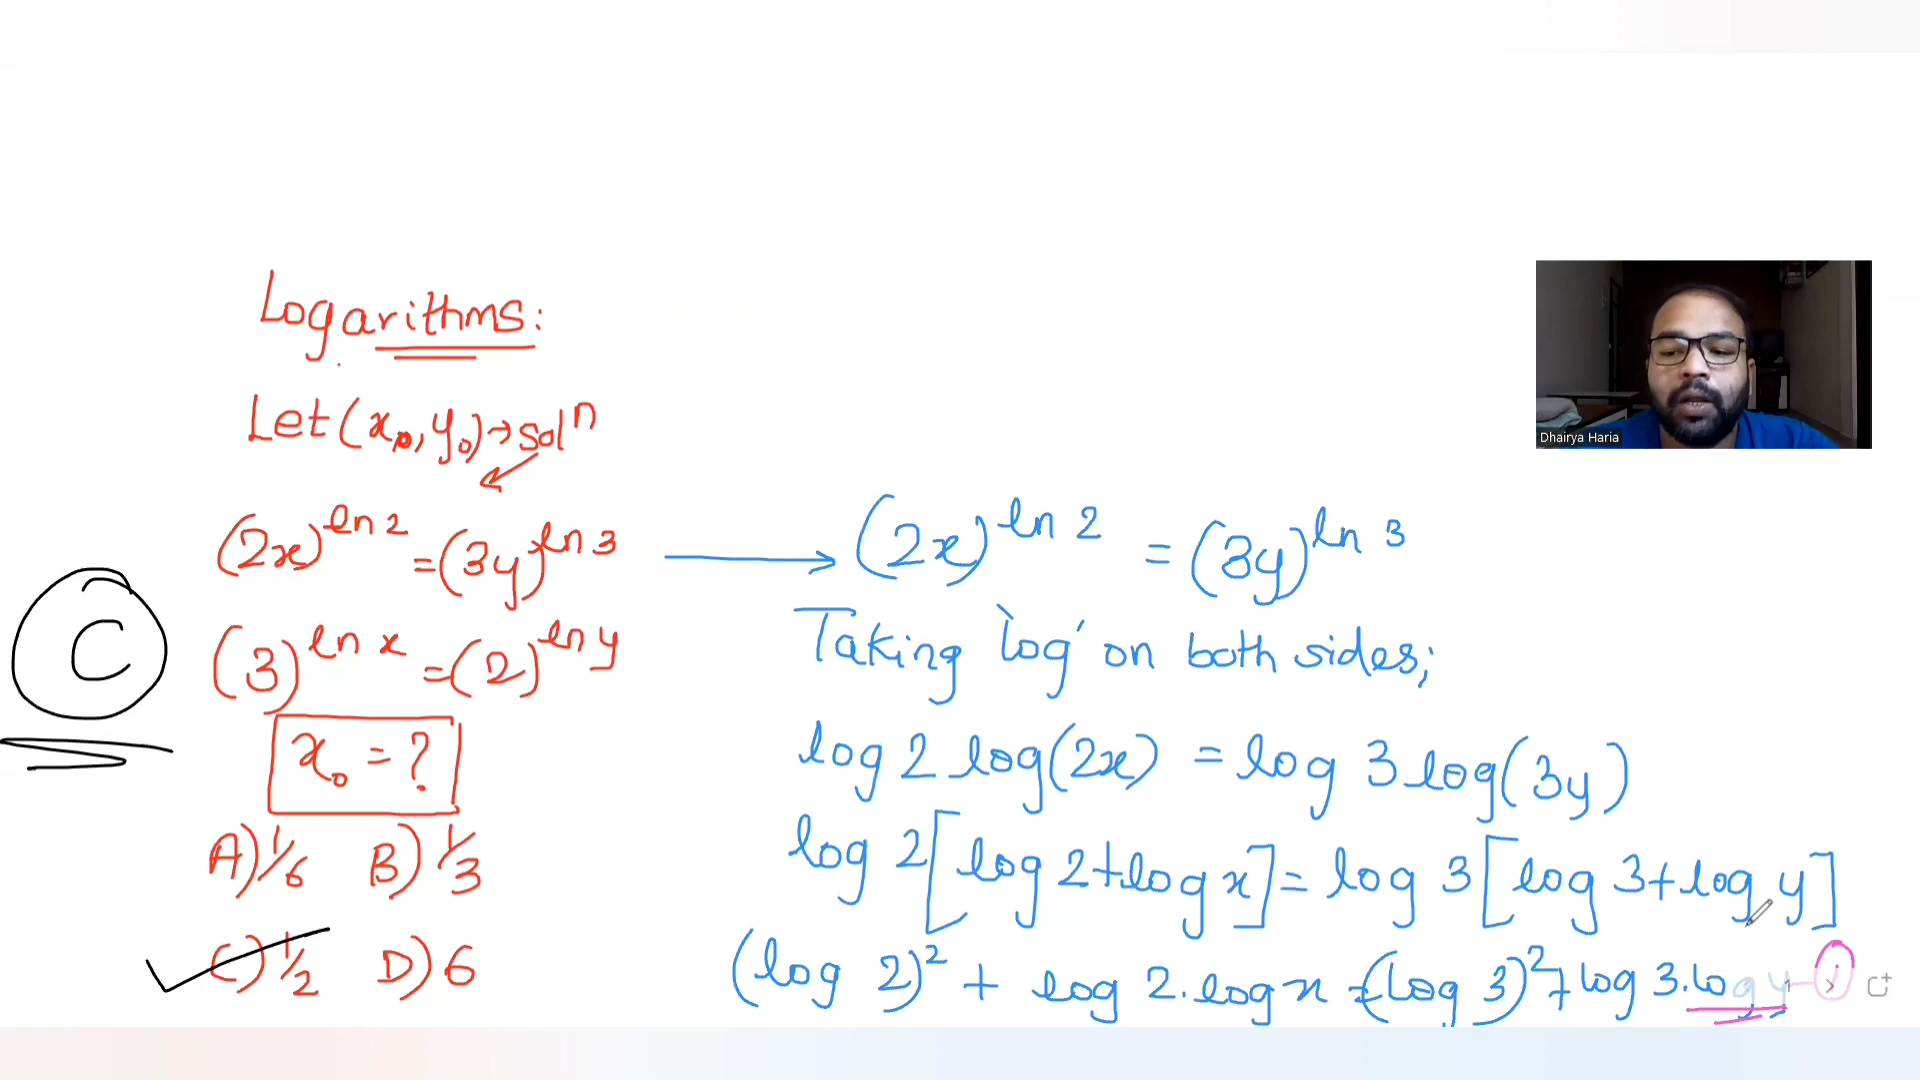 Logarithms:
Let (x₀, y₀) → solⁿ
(2x)^ln 2 = (3y)^ln 3
(3)^ln x = (2)^ln y
x₀ = ?
A) 1/6 B) 1/3
C) 1/2 D) 6
C
(2x)^ln 2 = (3y)^ln 3
Taking 'log' on both sides;
log 2 log(2x) = log 3 log(3y)
log 2[log 2+log x] = log 3[log 3+log y]
(log 2)² + log 2.log x = (log 3)² + log 3.log y
Dhairya Haria